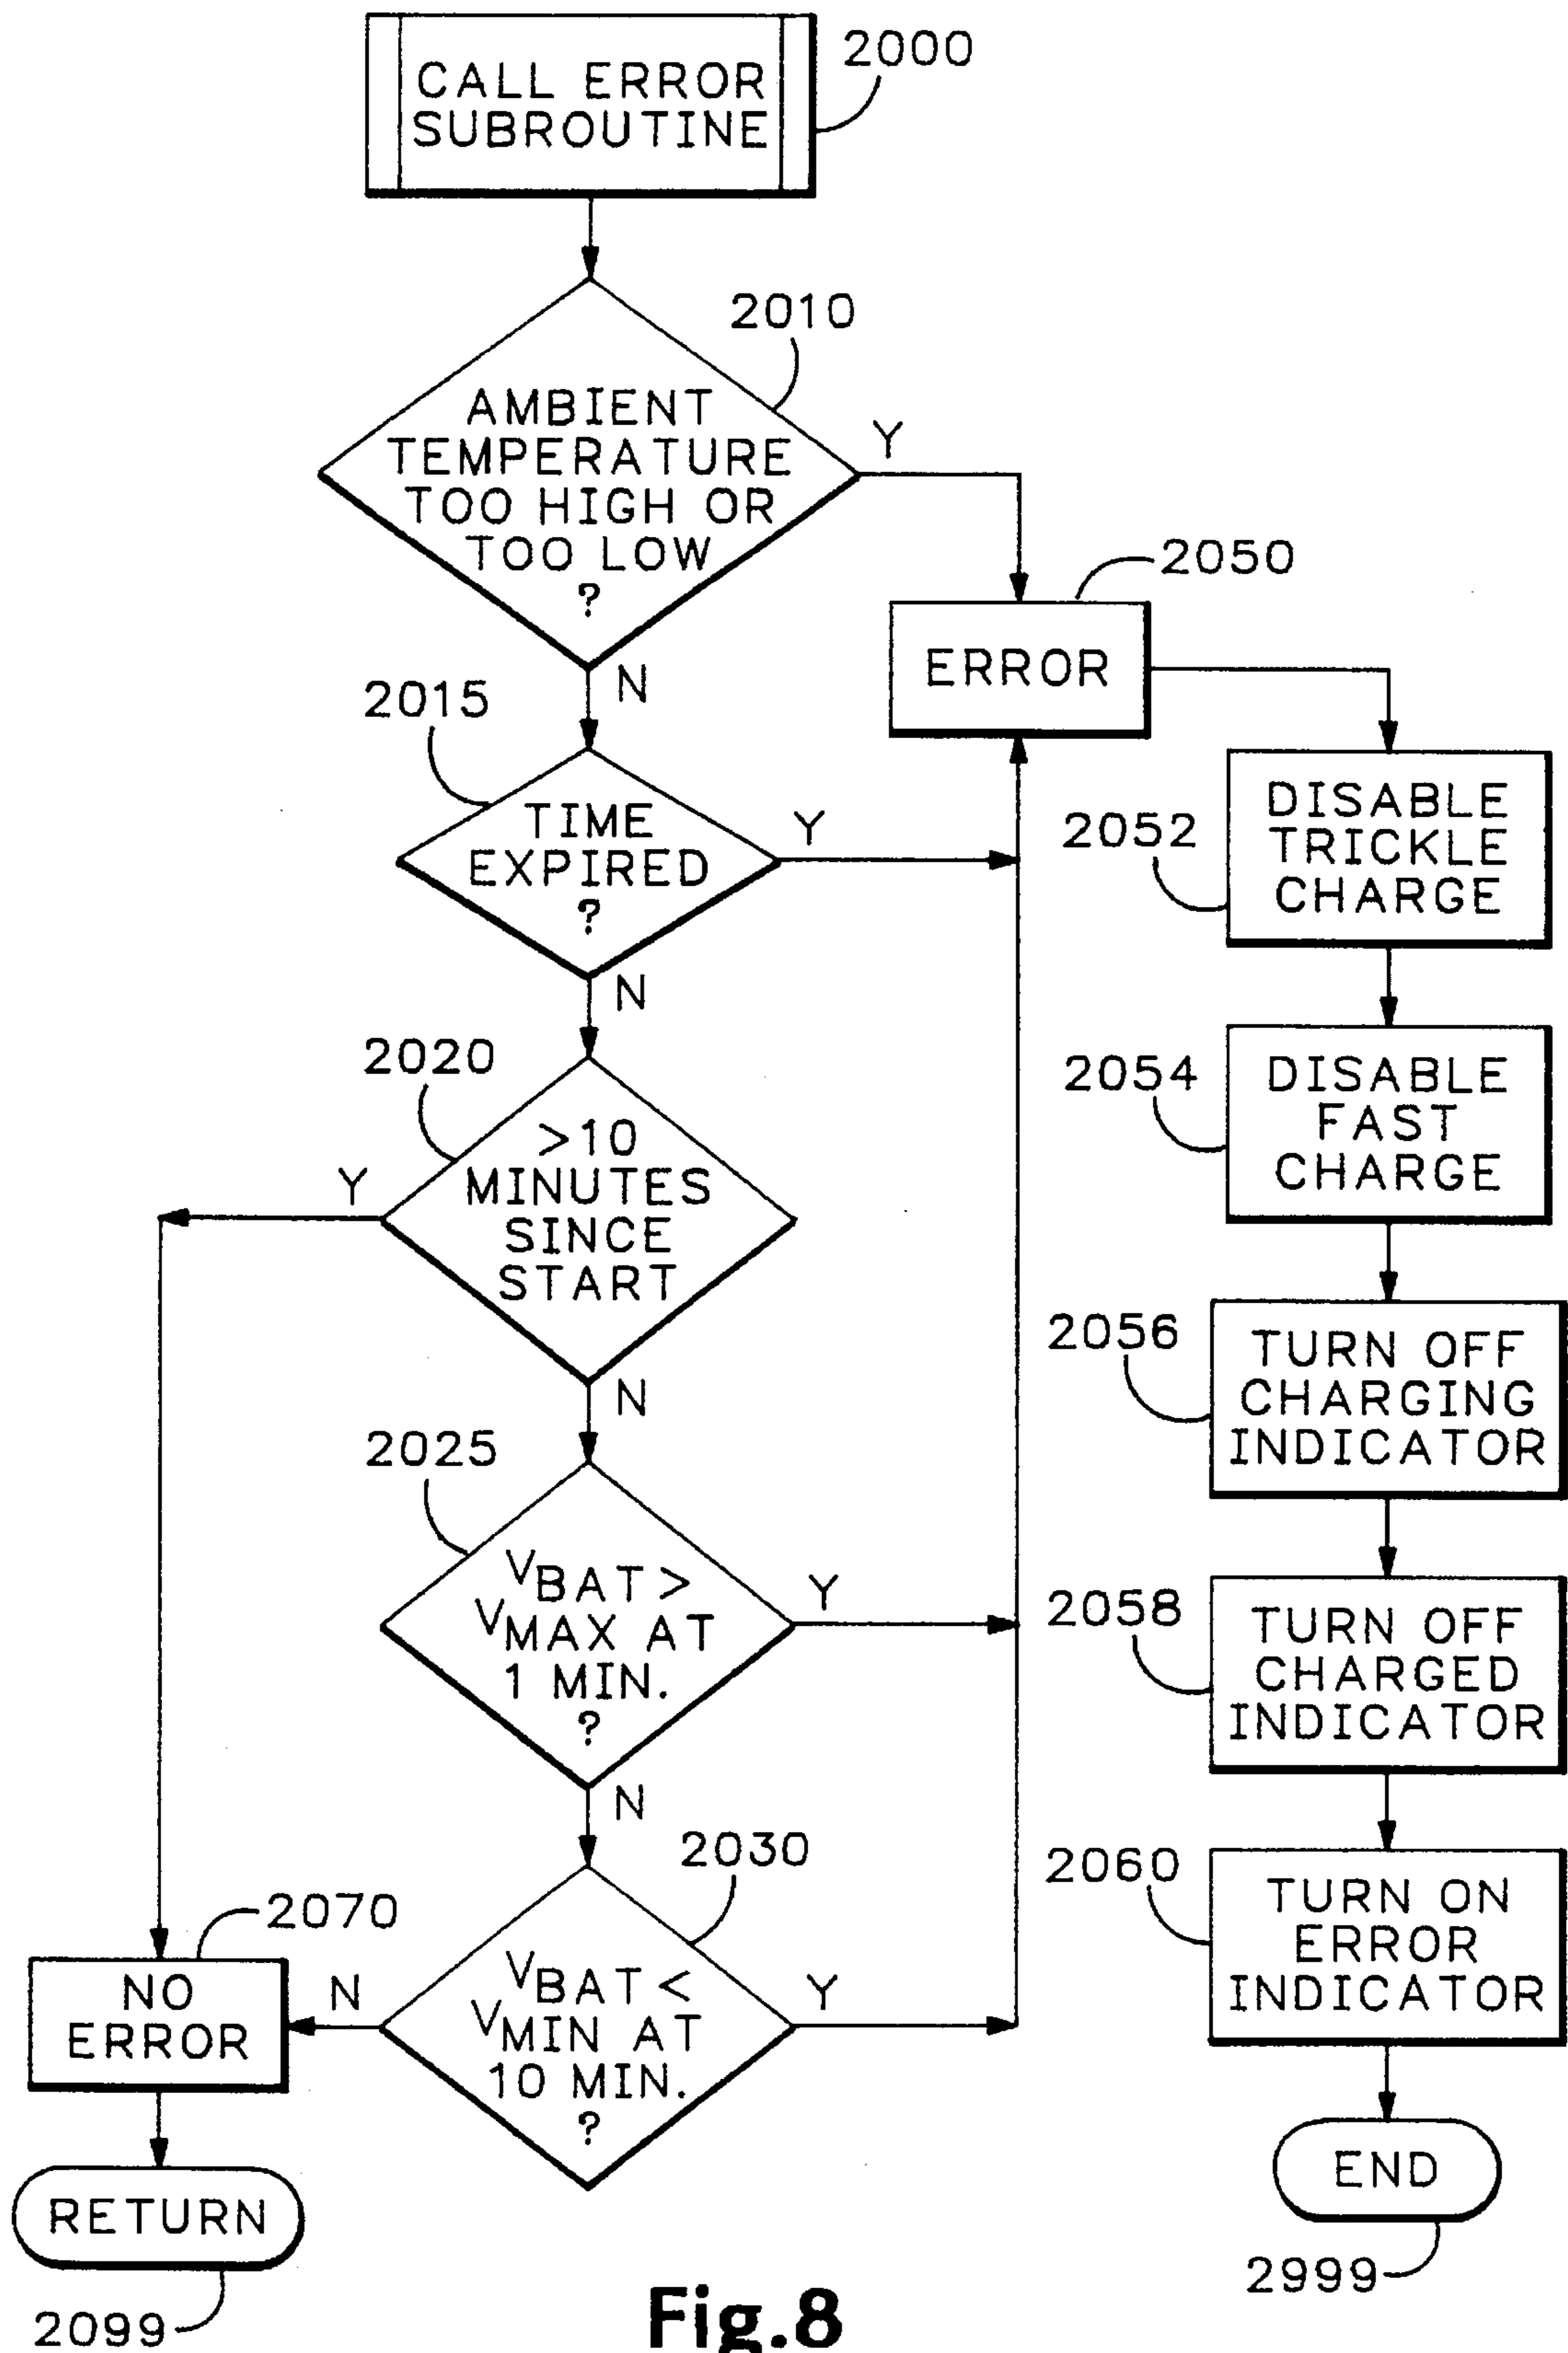 CALL ERROR
SUBROUTINE
2000
2010
AMBIENT
TEMPERATURE
TOO HIGH OR
TOO LOW
?
Y
N
2050
ERROR
2015
TIME
EXPIRED
?
Y
N
2052
DISABLE
TRICKLE
CHARGE
2020
>10
MINUTES
SINCE
START
Y
N
2054
DISABLE
FAST
CHARGE
2056
TURN OFF
CHARGING
INDICATOR
2025
VBAT >
VMAX AT
1 MIN.
?
Y
N
2058
TURN OFF
CHARGED
INDICATOR
2030
VBAT <
VMIN AT
10 MIN.
?
Y
N
2060
TURN ON
ERROR
INDICATOR
2070
NO
ERROR
RETURN
2099
END
2999
Fig.8